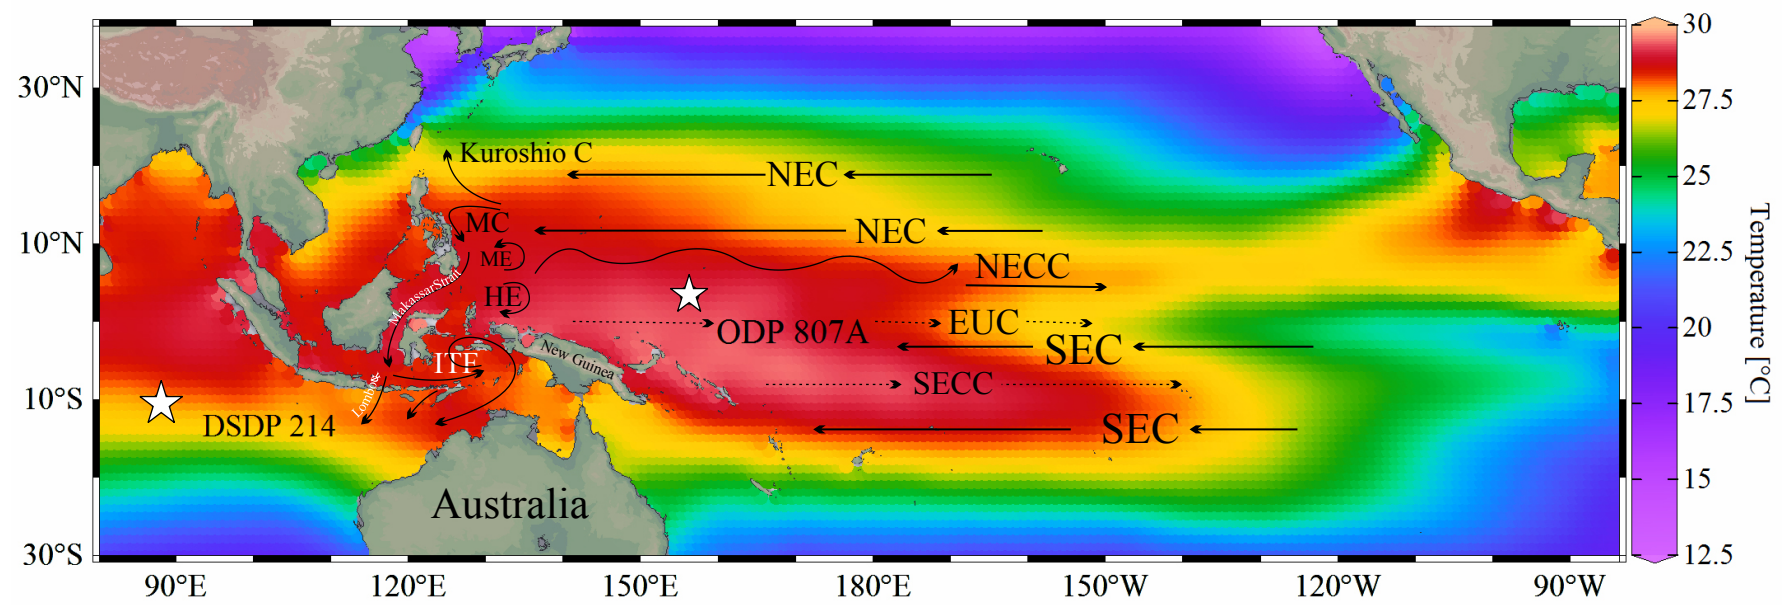 30°N
10°N
10°S
30°S
90°E
120°E
150°E
180°E
150°W
120°W
90°W
Kuroshio C
NEC
MC
NEC
ME
NECC
MakassarStrait
HE
ODP 807A
EUC
SEC
ITF
New Guinea
SECC
Lombok
DSDP 214
SEC
Australia
30
27.5
25
22.5
20
17.5
15
12.5
Temperature [°C]